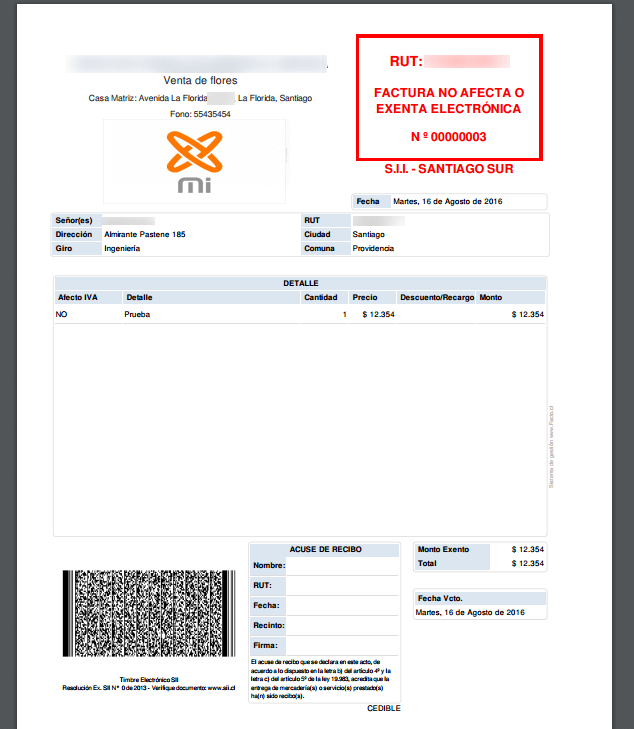 RUT:
FACTURA NO AFECTA O
EXENTA ELECTRÓNICA
N º 00000003
S.I.I. - SANTIAGO SUR
Venta de flores
Casa Matriz: Avenida La Florida , La Florida, Santiago
Fono: 55435454
mi
Fecha Martes, 16 de Agosto de 2016
Señor(es) RUT
Dirección Almirante Pastene 185 Ciudad Santiago
Giro Ingeniería Comuna Providencia
DETALLE
Afecto IVA Detalle Cantidad Precio Descuento/Recargo Monto
NO Prueba 1 $ 12.354 $ 12.354
Sistema de gestión www.Facto.cl
Timbre Electrónico SII
Resolución Ex. SII N° 0 de 2013 - Verifique documento: www.sii.cl
ACUSE DE RECIBO
Nombre:
RUT:
Fecha:
Recinto:
Firma:
El acuse de recibo que se declara en este acto, de
acuerdo a lo dispuesto en la letra b) del artículo 4º y la
letra c) del artículo 5º de la ley 19.983, acredita que la
entrega de mercadería(s) o servicio(s) prestado(s)
ha(n) sido recibo(s).
CEDIBLE
Monto Exento $ 12.354
Total $ 12.354
Fecha Vcto.
Martes, 16 de Agosto de 2016